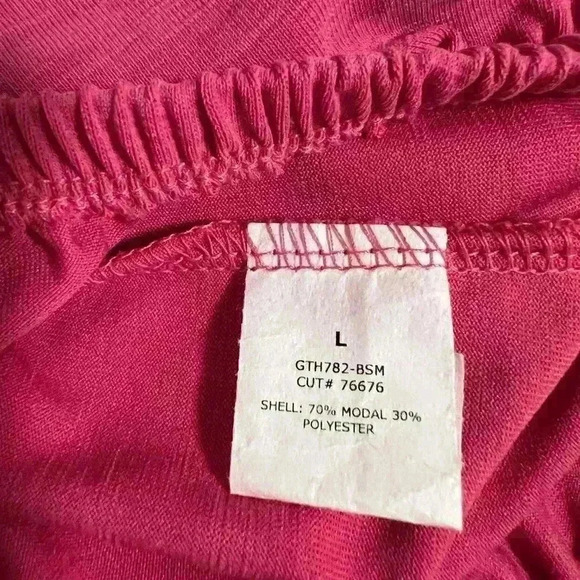 L
GTH782-BSM
CUT# 76676
SHELL: 70% MODAL 30%
POLYESTER